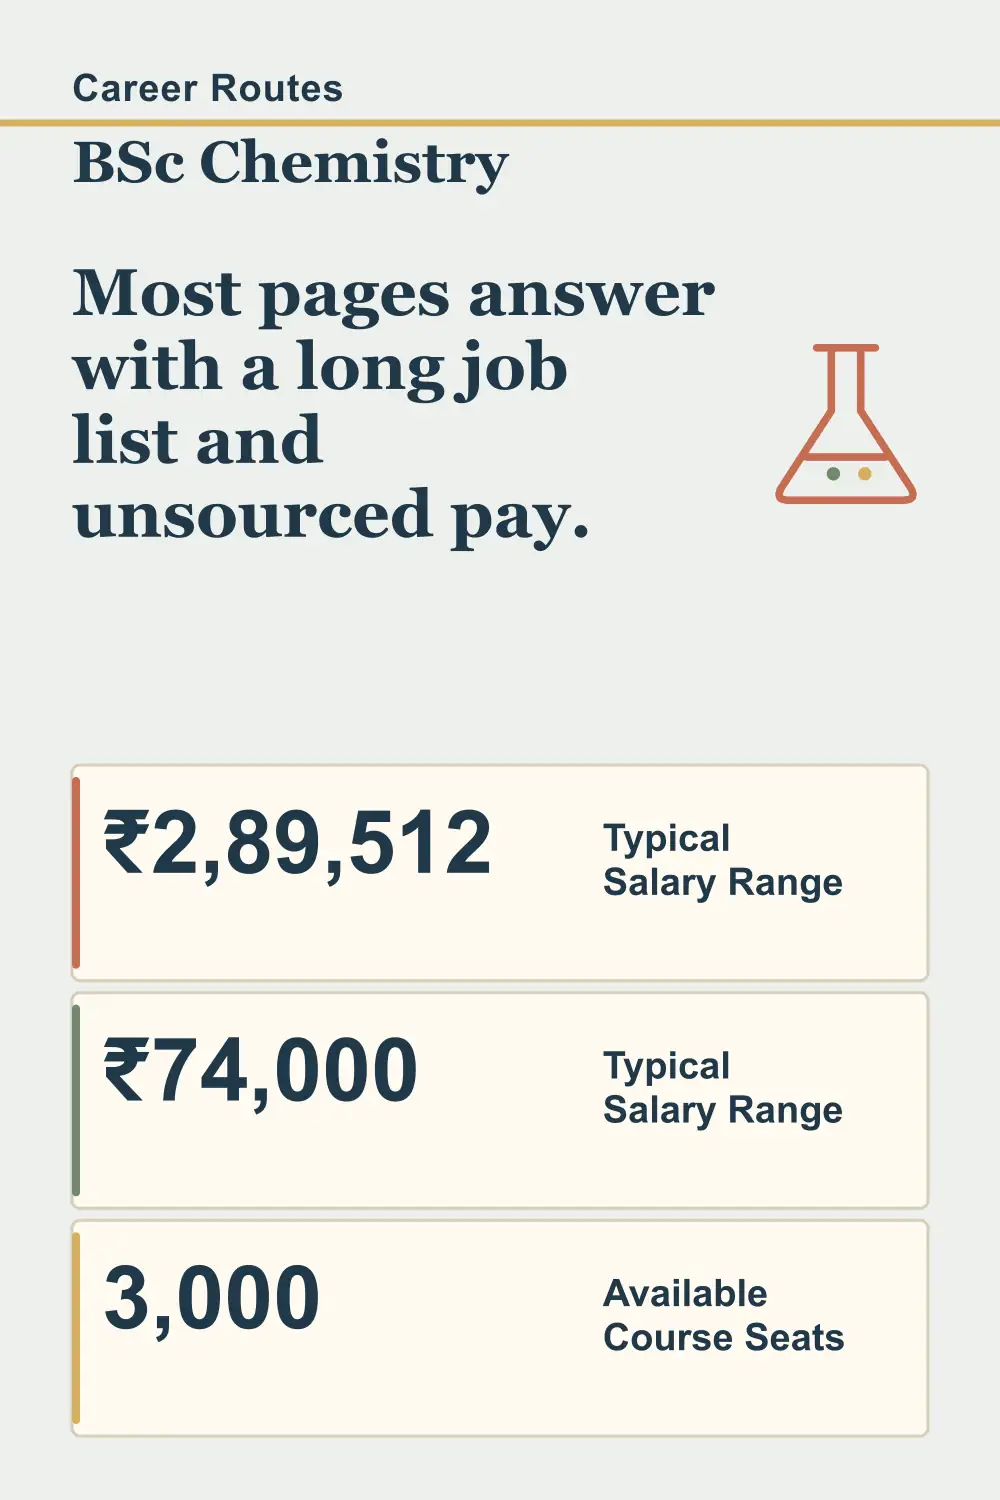 Career Routes
BSc Chemistry
Most pages answer
with a long job
list and
unsourced pay.
₹2,89,512
Typical
Salary Range
₹74,000
Typical
Salary Range
3,000
Available
Course Seats